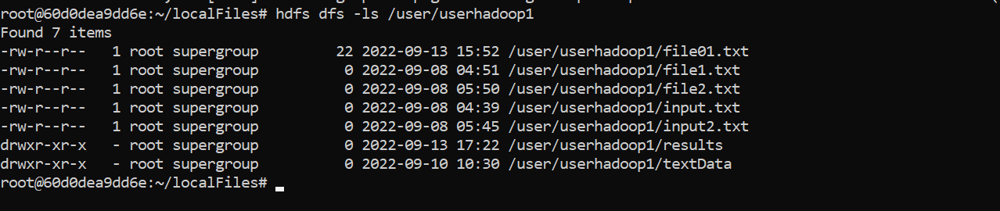 root@60d0dea9dd6e:~/localFiles# hdfs dfs -ls /user/userhadoop1
Found 7 items
-rw-r--r--   1 root supergroup         22 2022-09-13 15:52 /user/userhadoop1/file01.txt
-rw-r--r--   1 root supergroup          0 2022-09-08 04:51 /user/userhadoop1/file1.txt
-rw-r--r--   1 root supergroup          0 2022-09-08 05:50 /user/userhadoop1/file2.txt
-rw-r--r--   1 root supergroup          0 2022-09-08 04:39 /user/userhadoop1/input.txt
-rw-r--r--   1 root supergroup          0 2022-09-08 05:45 /user/userhadoop1/input2.txt
drwxr-xr-x   - root supergroup          0 2022-09-13 17:22 /user/userhadoop1/results
drwxr-xr-x   - root supergroup          0 2022-09-10 10:30 /user/userhadoop1/textData
root@60d0dea9dd6e:~/localFiles#